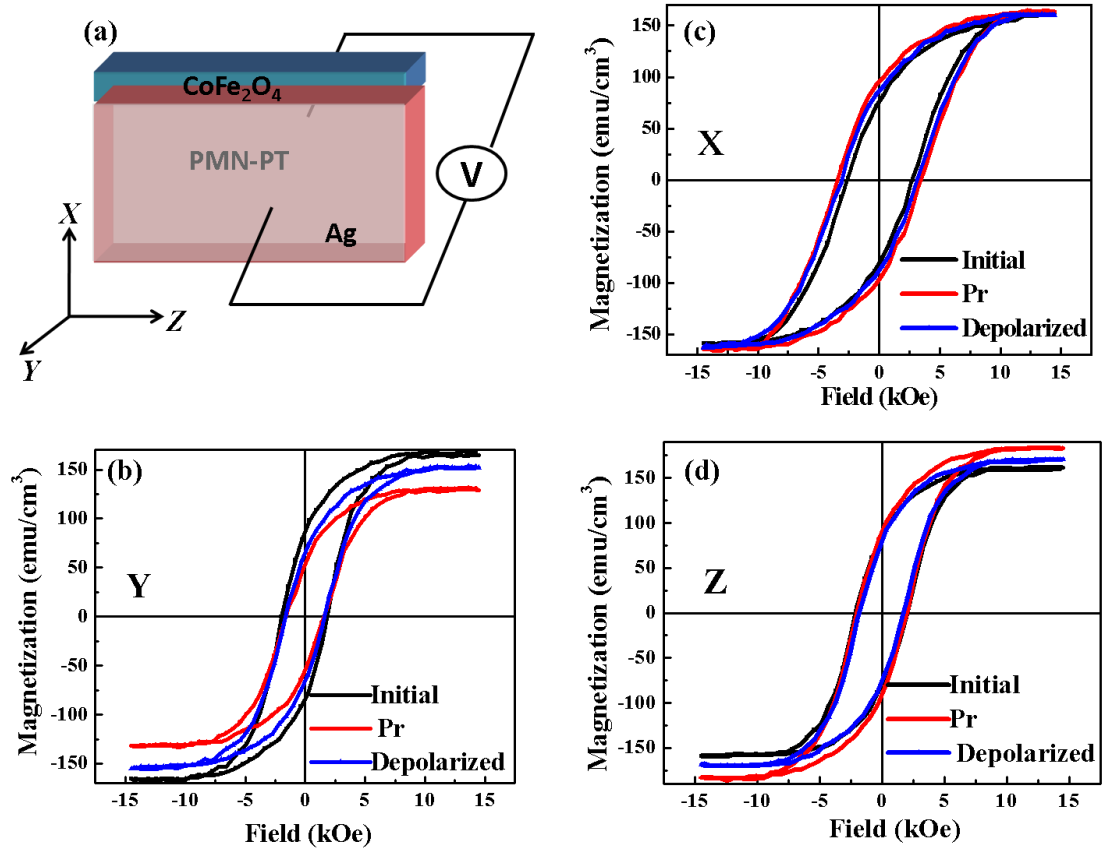 (a)
CoFe₂O₄
PMN-PT
Ag
V
X
Y
Z
(c)
Magnetization (emu/cm³)
150
100
50
0
-50
-100
-150
X
Initial
Pr
Depolarized
-15 -10 -5 0 5 10 15
Field (kOe)
(b)
Magnetization (emu/cm³)
150
100
50
0
-50
-100
-150
Y
Initial
Pr
Depolarized
-15 -10 -5 0 5 10 15
Field (kOe)
(d)
Magnetization (emu/cm³)
150
100
50
0
-50
-100
-150
Z
Initial
Pr
Depolarized
-15 -10 -5 0 5 10 15
Field (kOe)